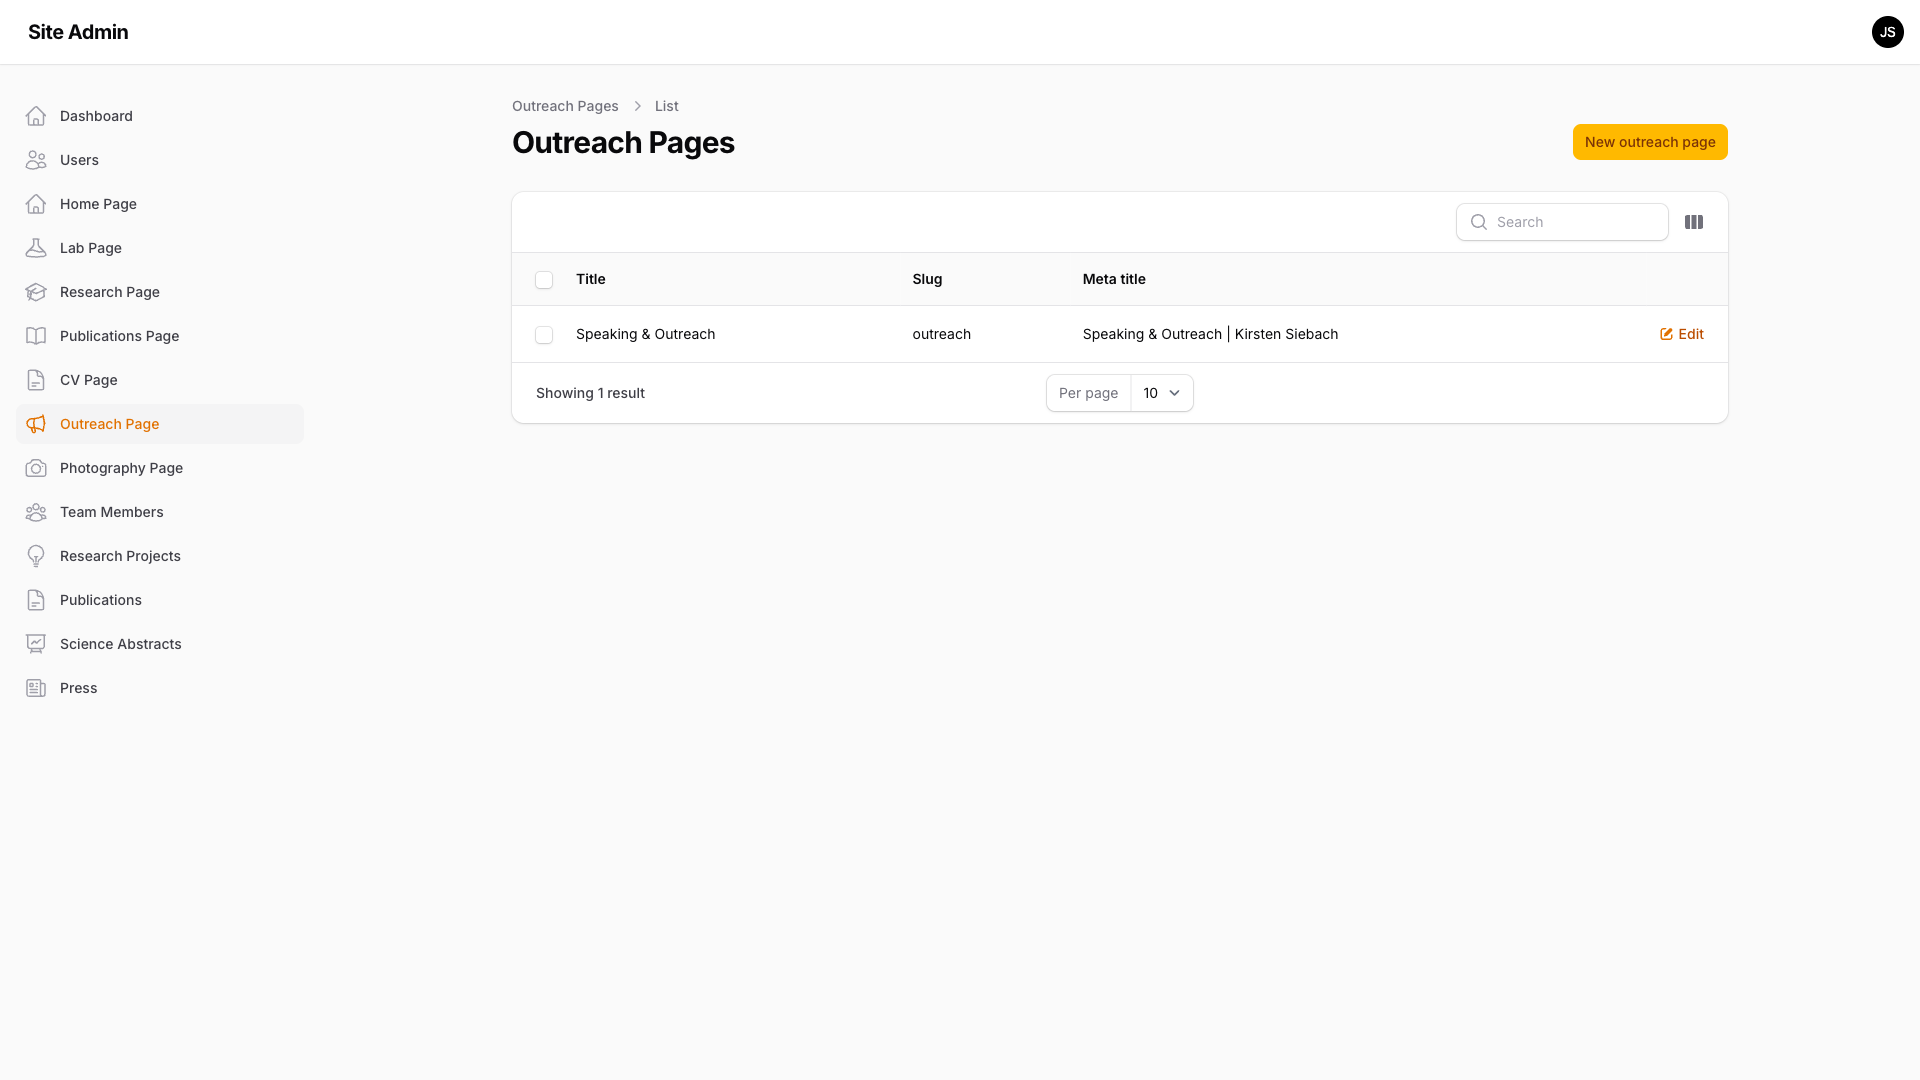 Site Admin
JS
Dashboard
Users
Home Page
Lab Page
Research Page
Publications Page
CV Page
Outreach Page
Photography Page
Team Members
Research Projects
Publications
Science Abstracts
Press
Outreach Pages > List
Outreach Pages
New outreach page
Search
Title Slug Meta title
Speaking & Outreach outreach Speaking & Outreach | Kirsten Siebach Edit
Showing 1 result Per page 10